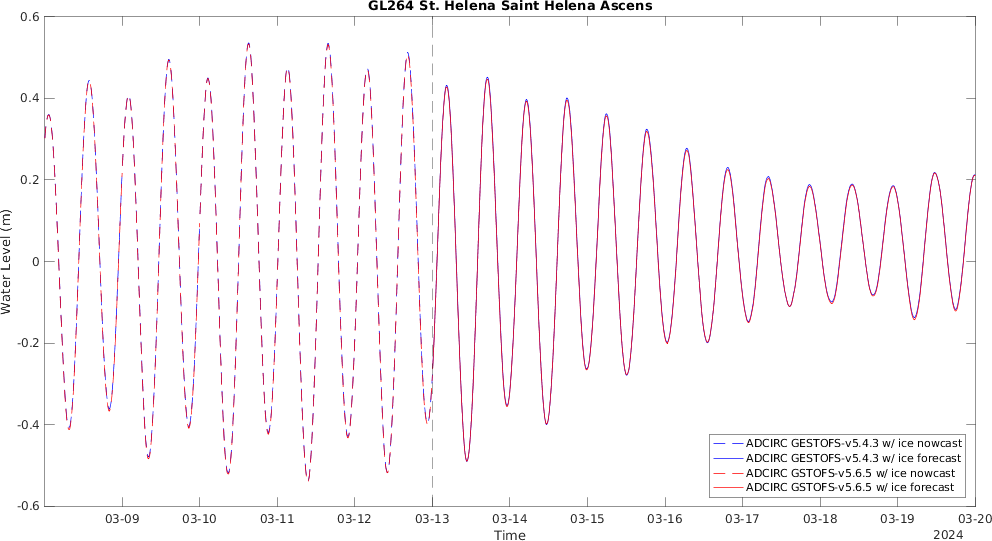 GL264 St. Helena Saint Helena Ascens
0.6
0.4
0.2
0
-0.2
-0.4
-0.6
Water Level (m)
ADCIRC GESTOFS-v5.4.3 w/ ice nowcast
ADCIRC GESTOFS-v5.4.3 w/ ice forecast
ADCIRC GSTOFS-v5.6.5 w/ ice nowcast
ADCIRC GSTOFS-v5.6.5 w/ ice forecast
03-09 03-10 03-11 03-12 03-13 03-14 03-15 03-16 03-17 03-18 03-19 03-20
Time
2024